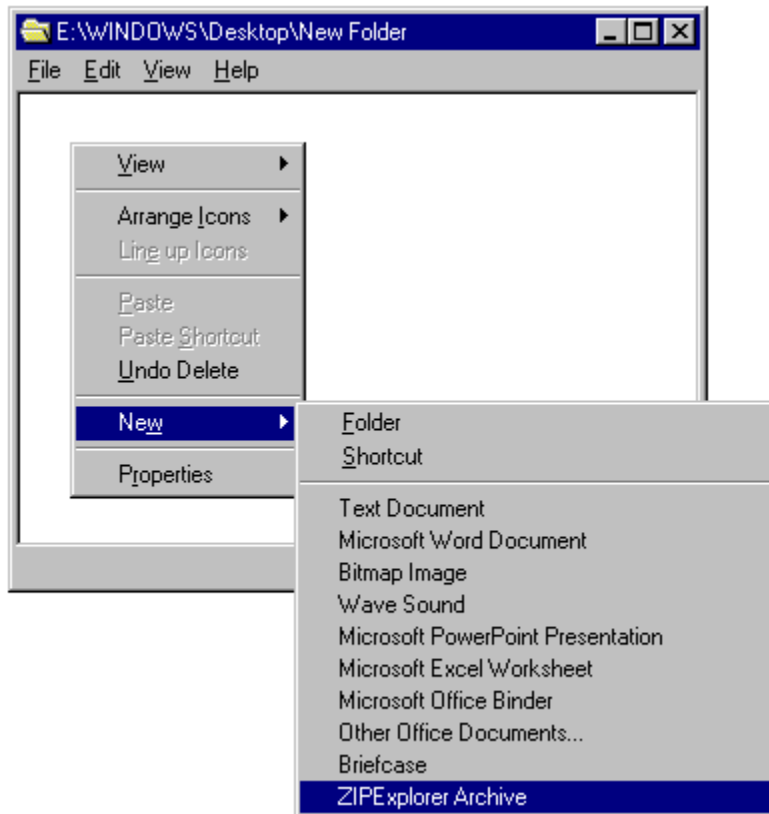 E:\WINDOWS\Desktop\New Folder
File Edit View Help
View
Arrange Icons
Line up Icons
Paste
Paste Shortcut
Undo Delete
New
Properties
Folder
Shortcut
Text Document
Microsoft Word Document
Bitmap Image
Wave Sound
Microsoft PowerPoint Presentation
Microsoft Excel Worksheet
Microsoft Office Binder
Other Office Documents...
Briefcase
ZIPExplorer Archive